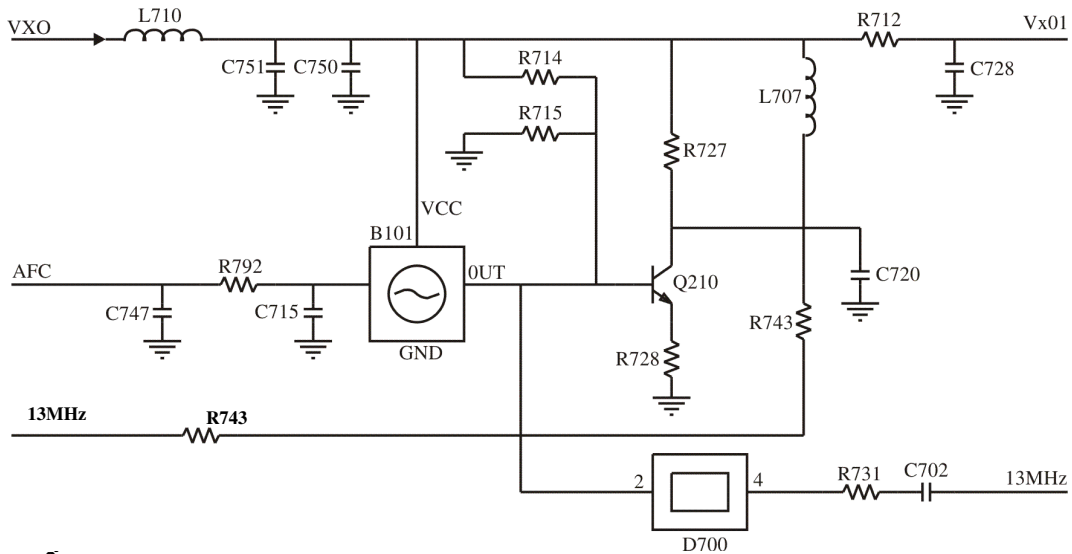 L710
VXO
R712
Vx01
C751
C750
R714
C728
L707
R715
R727
VCC
B101
AFC
R792
0UT
Q210
C720
C747
C715
R743
GND
R728
13MHz
R743
2
4
R731
C702
13MHz
D700